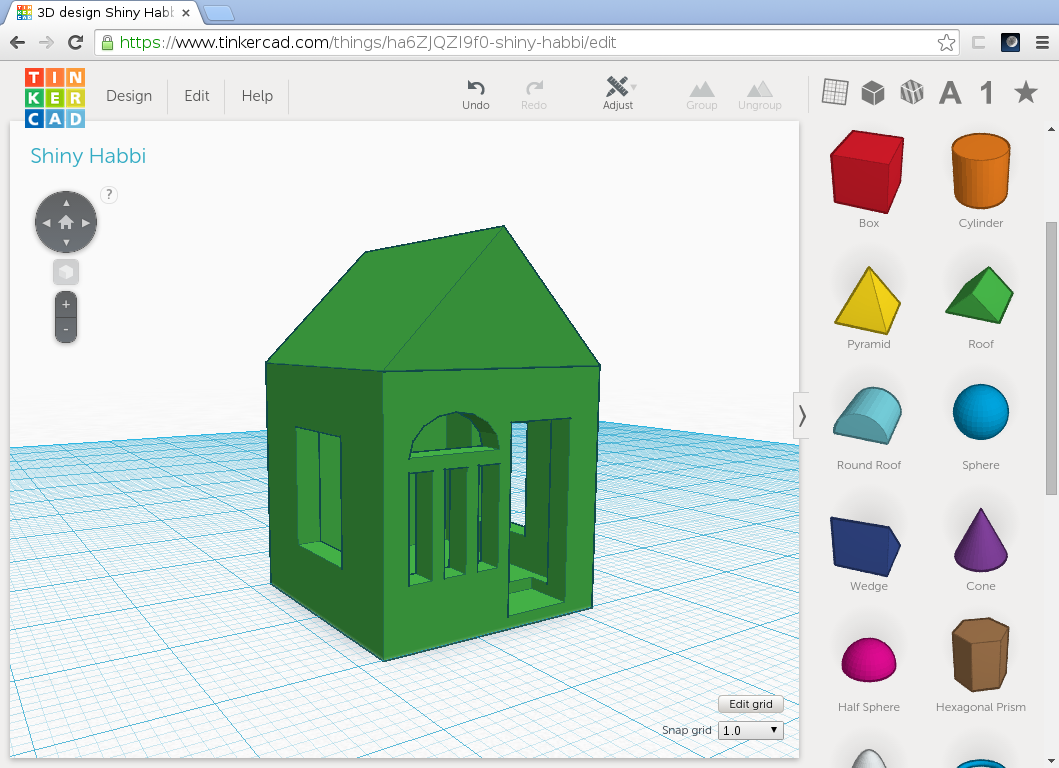 3D design Shiny Habb
https://www.tinkercad.com/things/ha6ZJQZI9f0-shiny-habbi/edit
TIN
KER
CAD
Design
Edit
Help
Undo
Redo
Adjust
Group
Ungroup
A
1
Shiny Habbi
?
+
-
Box
Cylinder
Pyramid
Roof
Round Roof
Sphere
Wedge
Cone
Half Sphere
Hexagonal Prism
Edit grid
Snap grid 1.0